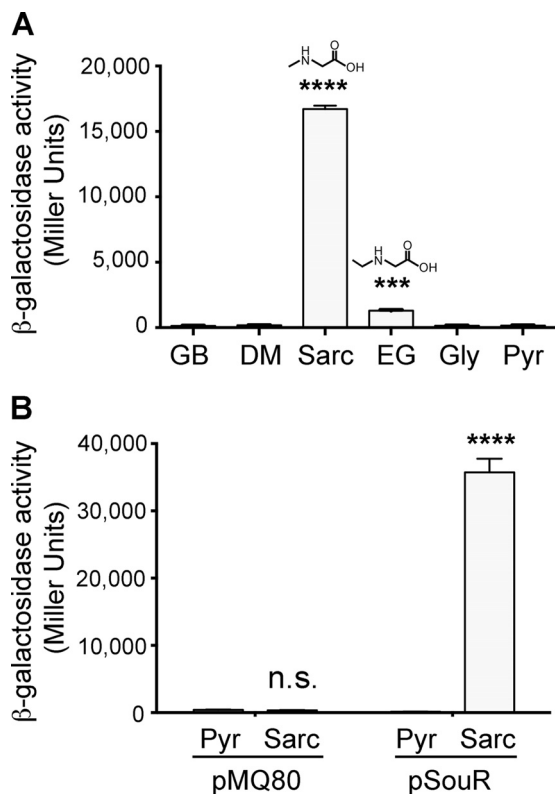 A
β-galactosidase activity
(Miller Units)
20,000
15,000
10,000
5,000
0
H
N
O
OH
****
H
N
O
OH
***
GB DM Sarc EG Gly Pyr
B
β-galactosidase activity
(Miller Units)
40,000
30,000
20,000
10,000
0
n.s.
****
Pyr Sarc Pyr Sarc
pMQ80 pSouR